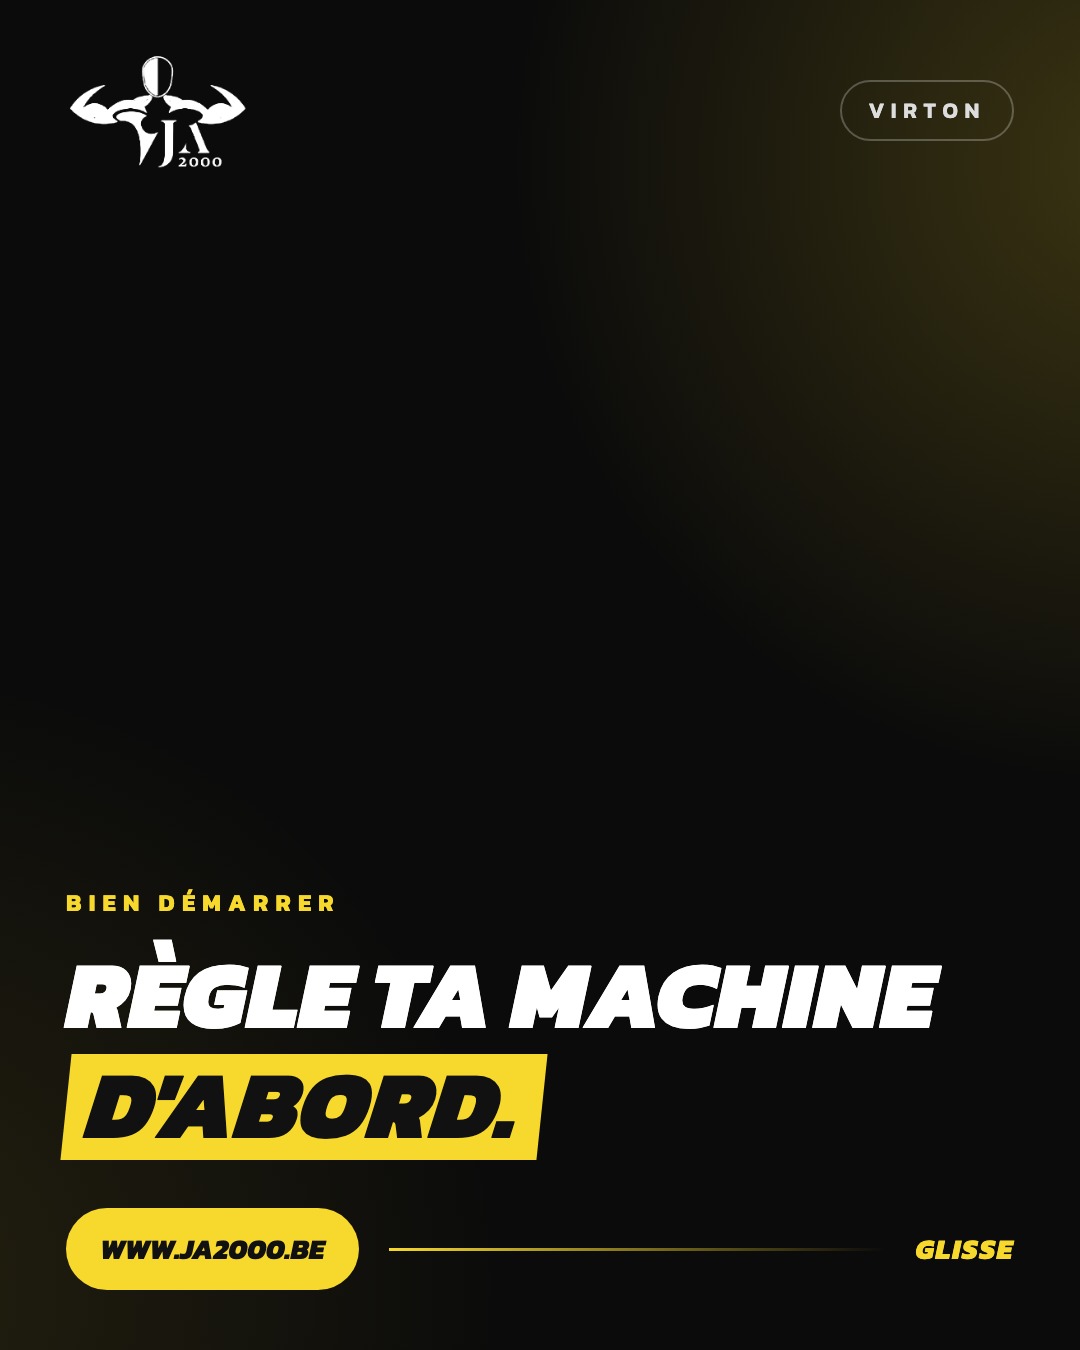 JA
2000
VIRTON
BIEN DÉMARRER
RÈGLE TA MACHINE
D'ABORD.
WWW.JA2000.BE
GLISSE